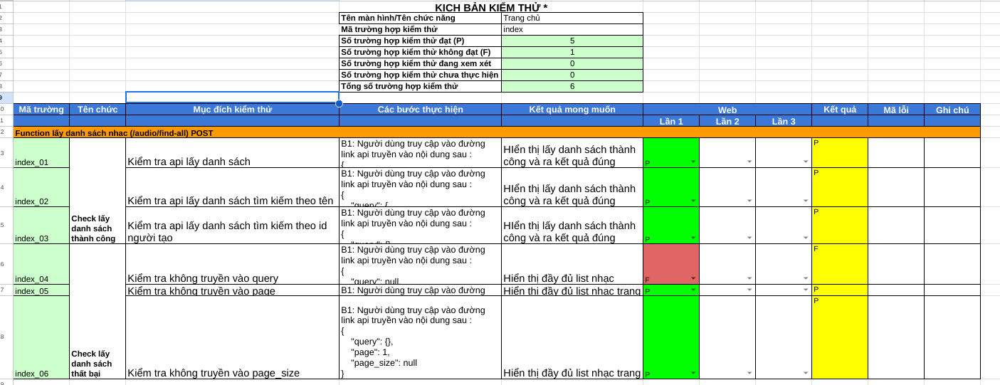 KỊCH BẢN KIỂM THỬ *
Tên màn hình/Tên chức năng Trang chủ
Mã trường hợp kiểm thử index
Số trường hợp kiểm thử đạt (P) 5
Số trường hợp kiểm thử không đạt (F) 1
Số trường hợp kiểm thử đang xem xét 0
Số trường hợp kiểm thử chưa thực hiện 0
Tổng số trường hợp kiểm thử 6
Mã trường Tên chức Mục đích kiểm thử Các bước thực hiện Kết quả mong muốn Web Kết quả Mã lỗi Ghi chú
Lần 1 Lần 2 Lần 3
Function lấy danh sách nhạc (/audio/find-all) POST
index_01
Check lấy
danh sách
thành công
Kiểm tra api lấy danh sách
B1: Người dùng truy cập vào đường
link api truyền vào nội dung sau :
{
HIển thị lấy danh sách thành
công và ra kết quả đúng
P
P
index_02
Kiểm tra api lấy danh sách tìm kiếm theo tên
B1: Người dùng truy cập vào đường
link api truyền vào nội dung sau :
{
"query": {
HIển thị lấy danh sách thành
công và ra kết quả đúng
P
P
index_03
Kiểm tra api lấy danh sách tìm kiếm theo id
người tạo
B1: Người dùng truy cập vào đường
link api truyền vào nội dung sau :
{
HIển thị lấy danh sách thành
công và ra kết quả đúng
P
P
index_04
Check lấy
danh sách
thất bại
Kiểm tra không truyền vào query
B1: Người dùng truy cập vào đường
link api truyền vào nội dung sau :
{
"query": null
Hiển thị đầy đủ list nhạc
F
F
index_05
Kiểm tra không truyền vào page
B1: Người dùng truy cập vào đường
Hiển thị đầy đủ list nhạc trang
P
P
index_06
Kiểm tra không truyền vào page_size
B1: Người dùng truy cập vào đường
link api truyền vào nội dung sau :
{
"query": {},
"page": 1,
"page_size": null
}
Hiển thị đầy đủ list nhạc trang
P
P